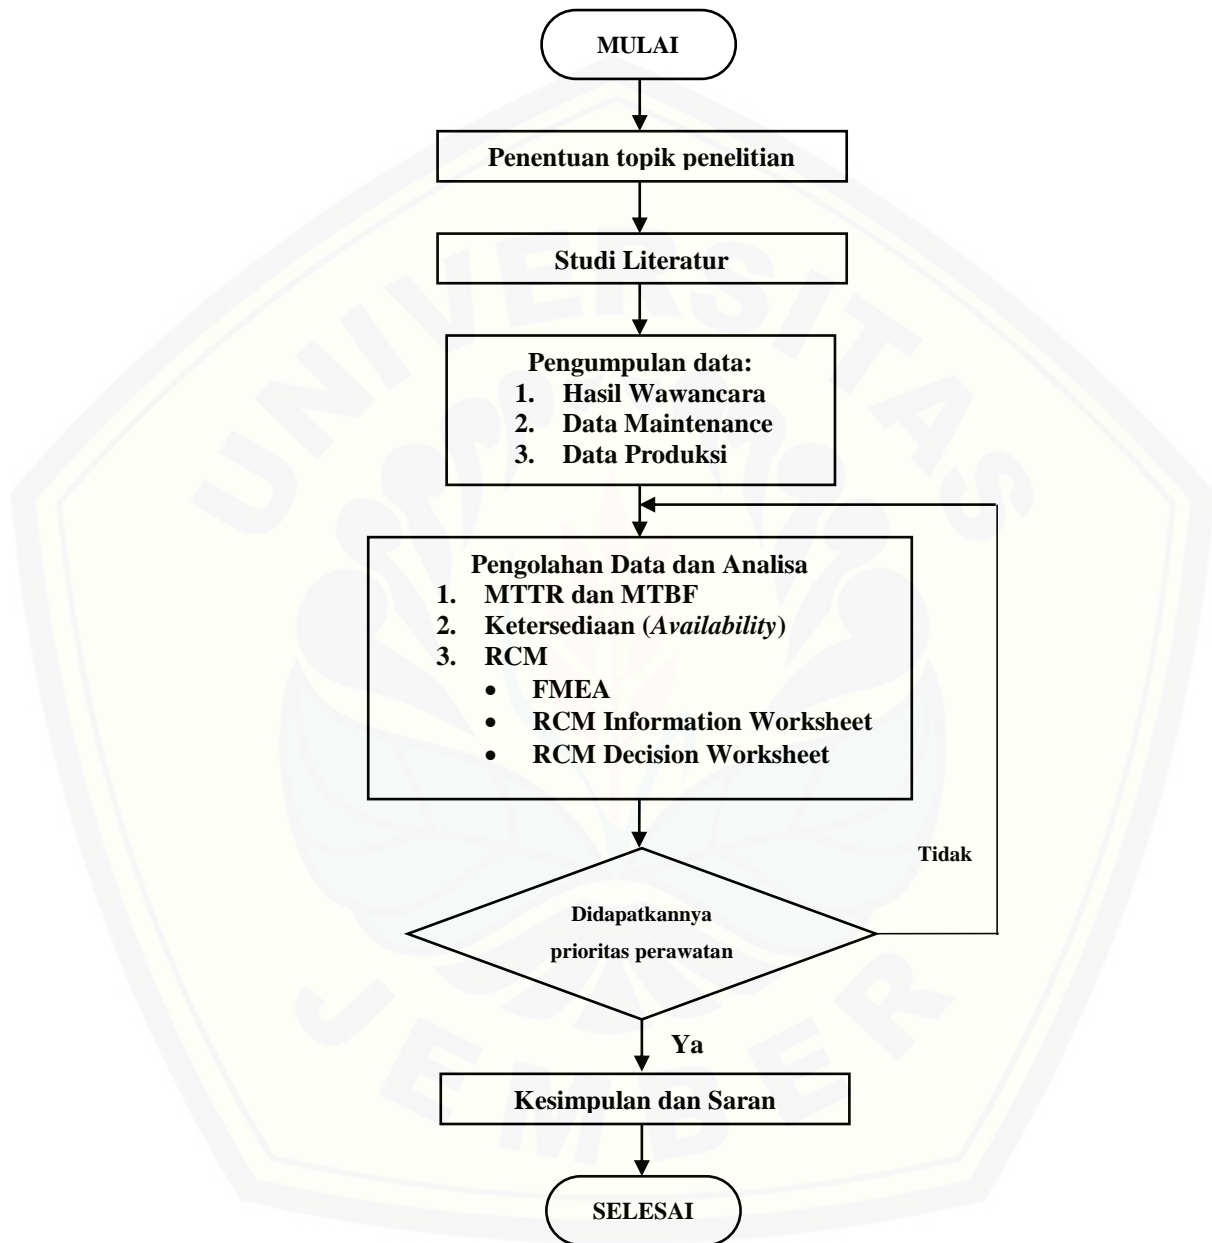 MULAI
Penentuan topik penelitian
Studi Literatur
Pengumpulan data:
1. Hasil Wawancara
2. Data Maintenance
3. Data Produksi
Pengolahan Data dan Analisa
1. MTTR dan MTBF
2. Ketersediaan (Availability)
3. RCM
• FMEA
• RCM Information Worksheet
• RCM Decision Worksheet
Tidak
Didapatkannya
prioritas perawatan
Ya
Kesimpulan dan Saran
SELESAI
UNIVERSITAS
JEMBER